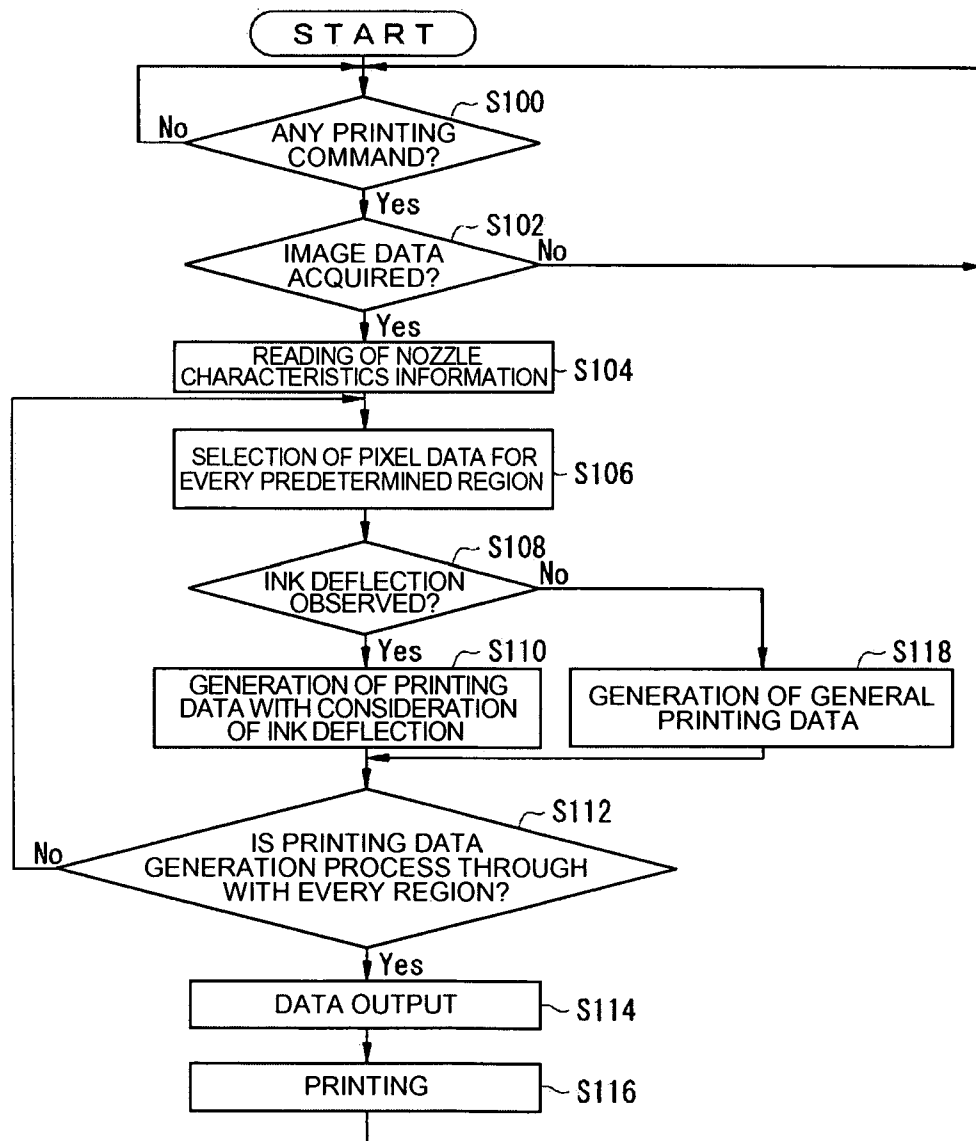 START
S100
No
ANY PRINTING
COMMAND?
Yes
S102
IMAGE DATA
ACQUIRED?
No
Yes
READING OF NOZZLE
CHARACTERISTICS INFORMATION
S104
SELECTION OF PIXEL DATA FOR
EVERY PREDETERMINED REGION
S106
S108
INK DEFLECTION
OBSERVED?
No
Yes
S110
GENERATION OF PRINTING
DATA WITH CONSIDERATION
OF INK DEFLECTION
S118
GENERATION OF GENERAL
PRINTING DATA
S112
IS PRINTING DATA
GENERATION PROCESS THROUGH
WITH EVERY REGION?
No
Yes
DATA OUTPUT
S114
PRINTING
S116